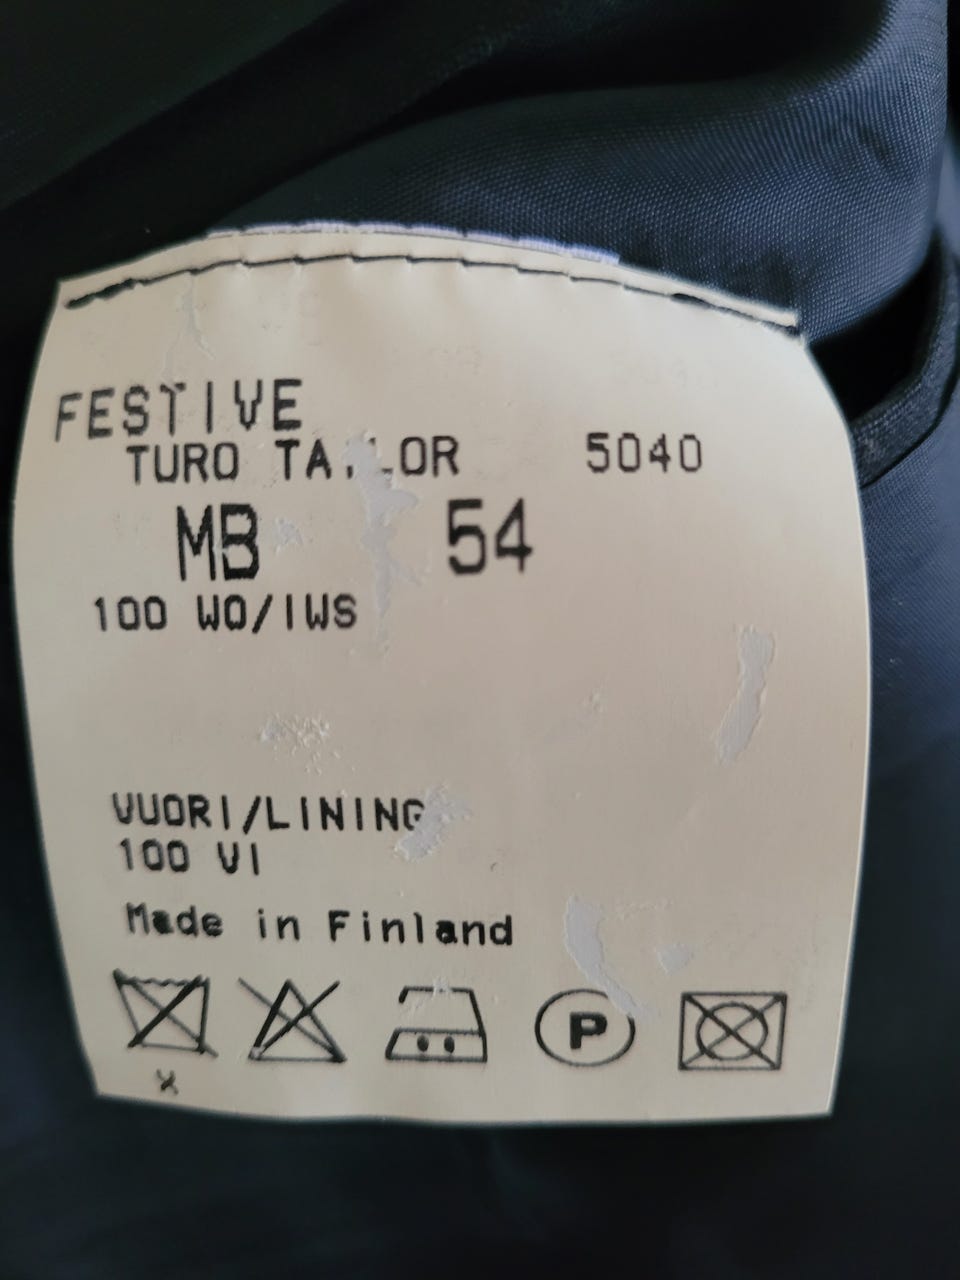 FESTIVE
TURO TAILOR 5040
MB 54
100 WO/IWS
VUORI/LINING
100 VI
Made in Finland
P